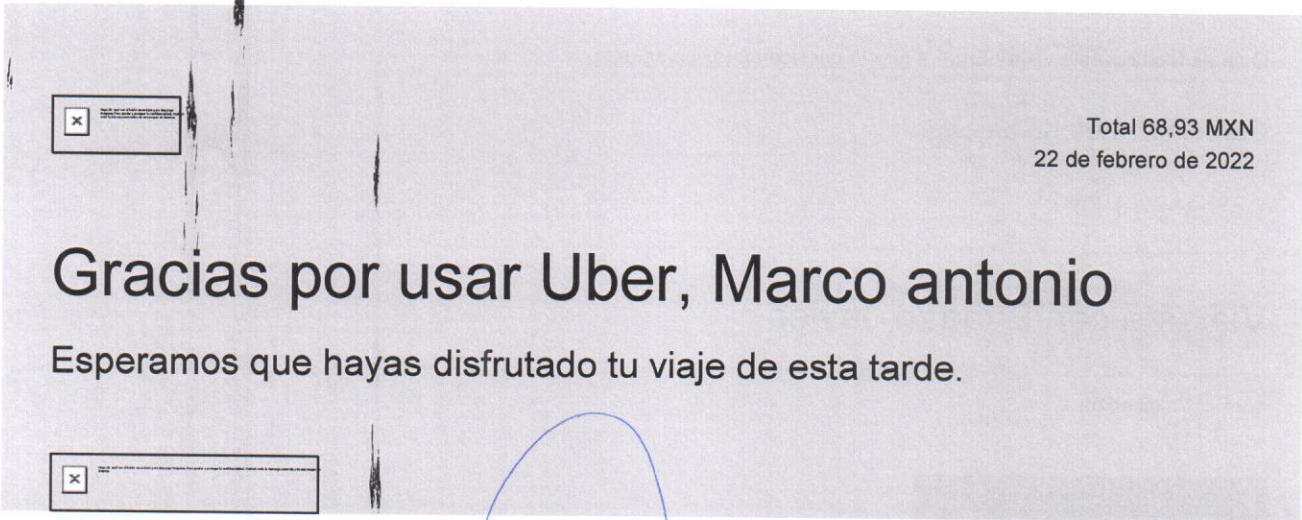 Total 68,93 MXN
22 de febrero de 2022
Gracias por usar Uber, Marco antonio
Esperamos que hayas disfrutado tu viaje de esta tarde.